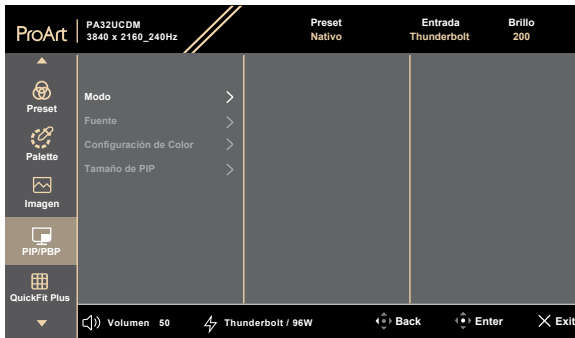 ProArt
PA32UCDM
3840 x 2160_240Hz
Preset
Nativo
Entrada
Thunderbolt
Brillo
200
Preset
Palette
Imagen
PIP/PBP
QuickFit Plus
Modo
Fuente
Configuración de Color
Tamaño de PIP
Volumen 50
Thunderbolt / 96W
Back
Enter
Exit